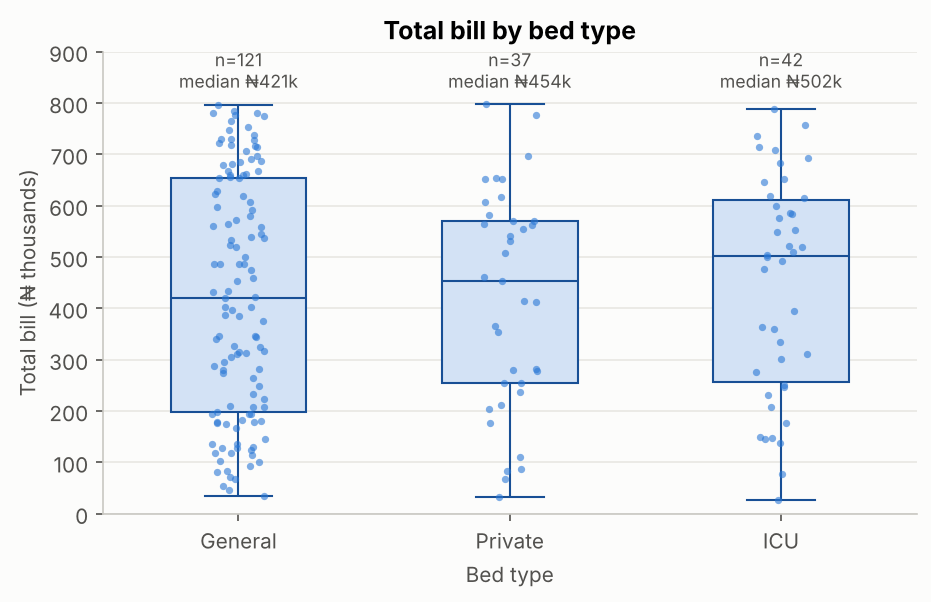 Total bill by bed type
n=121
median ₦421k
n=37
median ₦454k
n=42
median ₦502k
Total bill (₦ thousands)
900
800
700
600
500
400
300
200
100
0
General
Private
ICU
Bed type